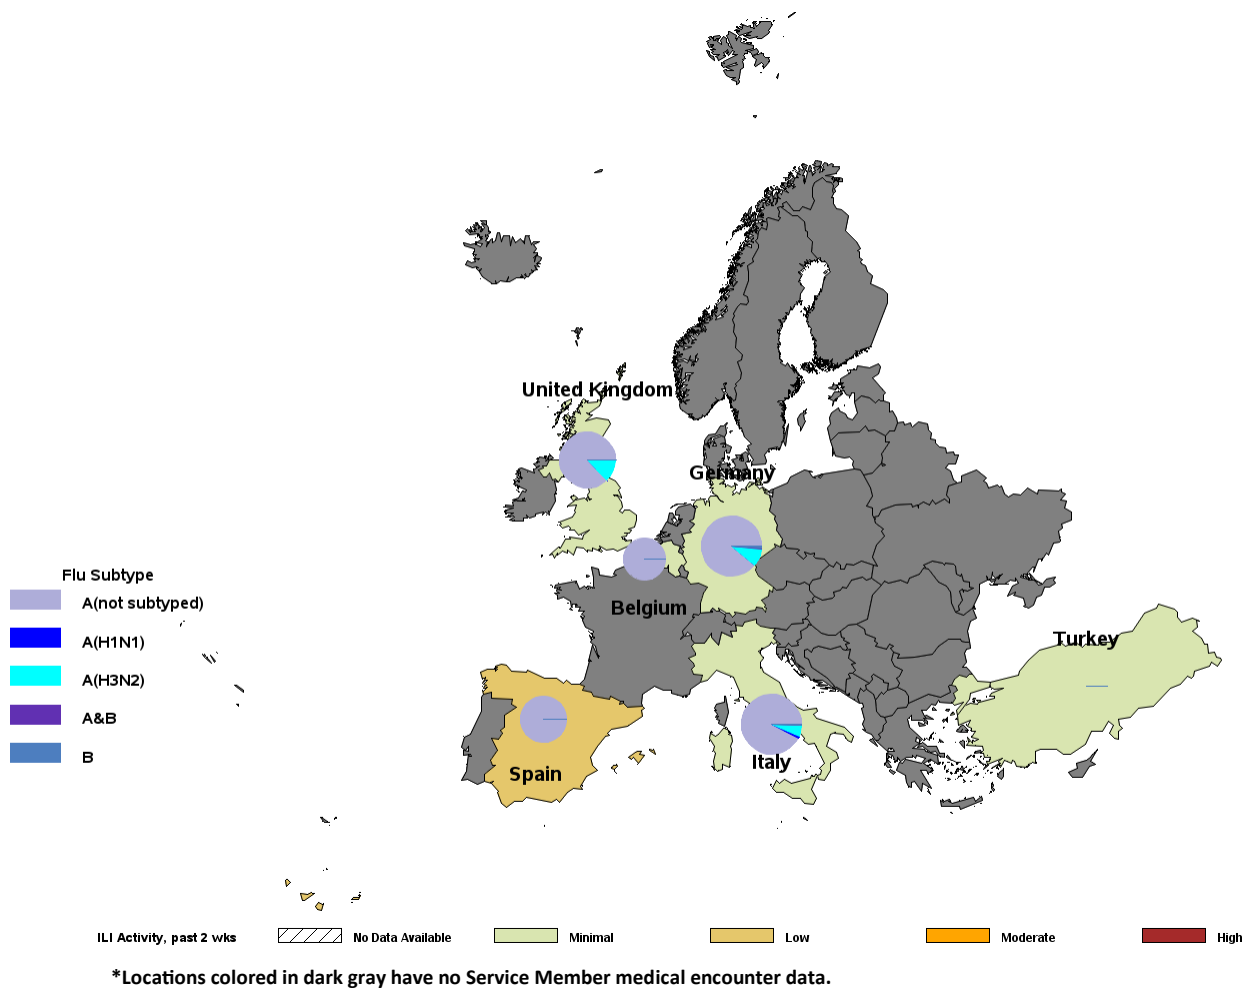 United Kingdom
Germany
Belgium
Turkey
Spain
Italy
Flu Subtype
A(not subtyped)
A(H1N1)
A(H3N2)
A&B
B
ILI Activity, past 2 wks
No Data Available
Minimal
Low
Moderate
High
*Locations colored in dark gray have no Service Member medical encounter data.